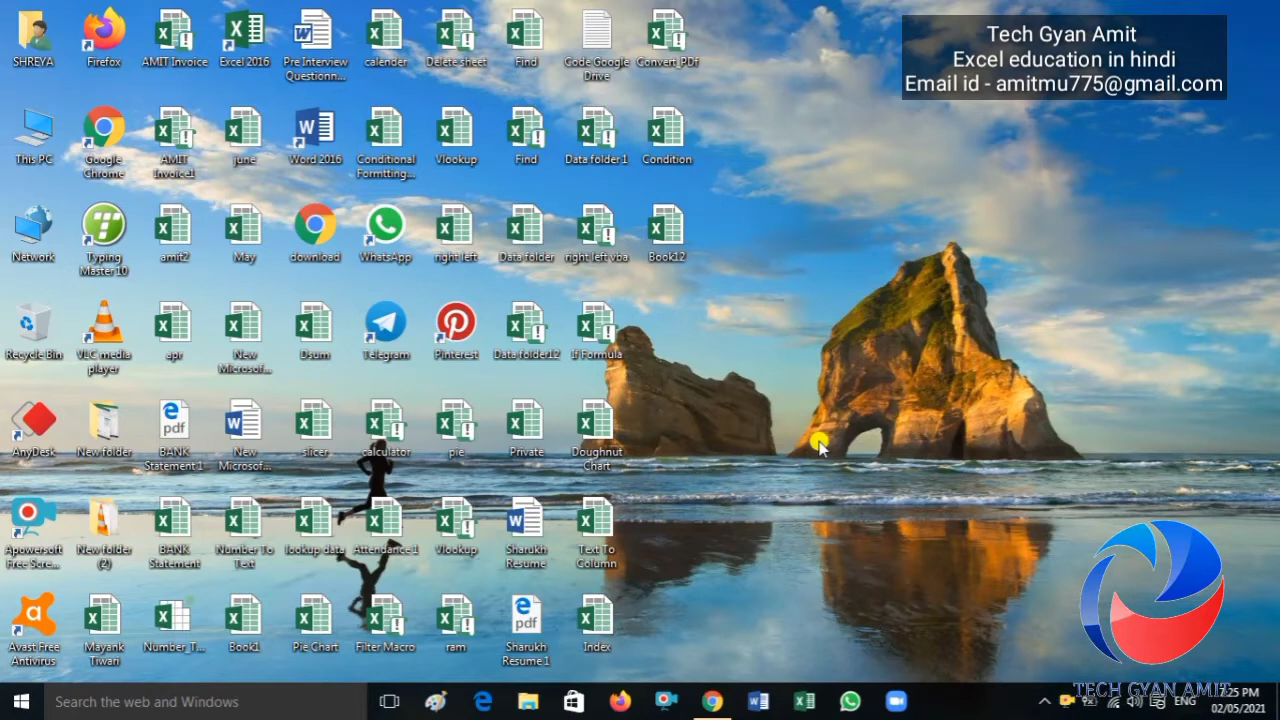 Tech Gyan Amit
Excel education in hindi
Email id - amitmu775@gmail.com
SHREYA
Firefox
AMIT Invoice
Excel 2016
Pre Interview
Questionn...
calender
Delete sheet
Find
Code Google
Drive
Convert_PDf
This PC
Google
Chrome
AMIT
Invoice1
june
Word 2016
Conditional
Formtting...
Vlookup
Find
Data folder1
Condition
Network
Typing
Master 10
amit2
May
download
WhatsApp
right left
Data folder
right left vba
Book12
Recycle Bin
VLC media
player
apr
New
Microsof...
Dsum
Telegram
Pinterest
Data folder12
If Formula
AnyDesk
New folder
pdf
BANK
Statement 1
New
Microsof...
slicer
calculator
pie
Private
Doughnut
Chart
Apowersoft
Free Scre...
New folder
(2)
BANK
Statement
Number To
Text
lookup data
Attendance 1
Vlookup
Sharukh
Resume
Text To
Column
Avast Free
Antivirus
Mayank
Tiwari
Number_T...
Book1
Pie Chart
Filter Macro
ram
pdf
Sharukh
Resume 1
Index
TECH GYAN AMIT
Search the web and Windows
ENG
7:25 PM
02/05/2021